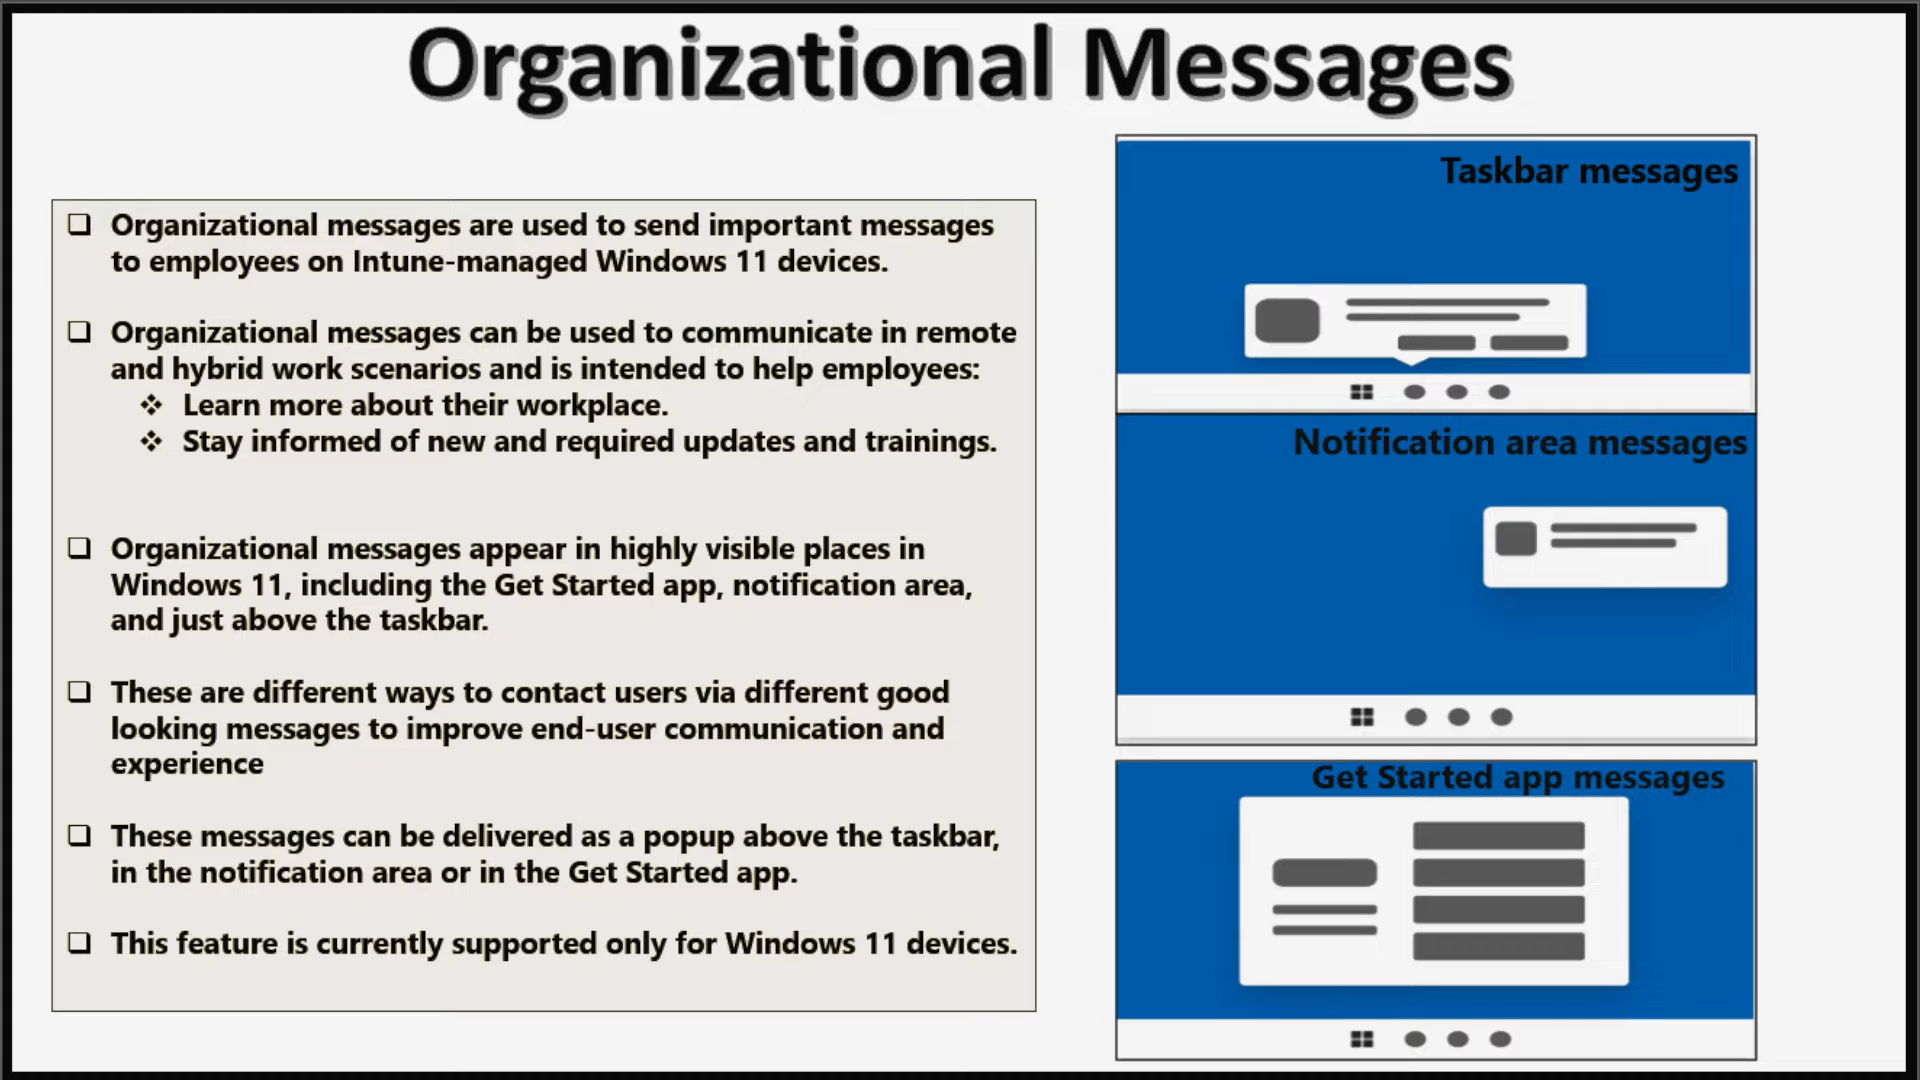 Organizational Messages
❑ Organizational messages are used to send important messages
to employees on Intune-managed Windows 11 devices.
❑ Organizational messages can be used to communicate in remote
and hybrid work scenarios and is intended to help employees:
❖ Learn more about their workplace.
❖ Stay informed of new and required updates and trainings.
❑ Organizational messages appear in highly visible places in
Windows 11, including the Get Started app, notification area,
and just above the taskbar.
❑ These are different ways to contact users via different good
looking messages to improve end-user communication and
experience
❑ These messages can be delivered as a popup above the taskbar,
in the notification area or in the Get Started app.
❑ This feature is currently supported only for Windows 11 devices.
Taskbar messages
Notification area messages
Get Started app messages